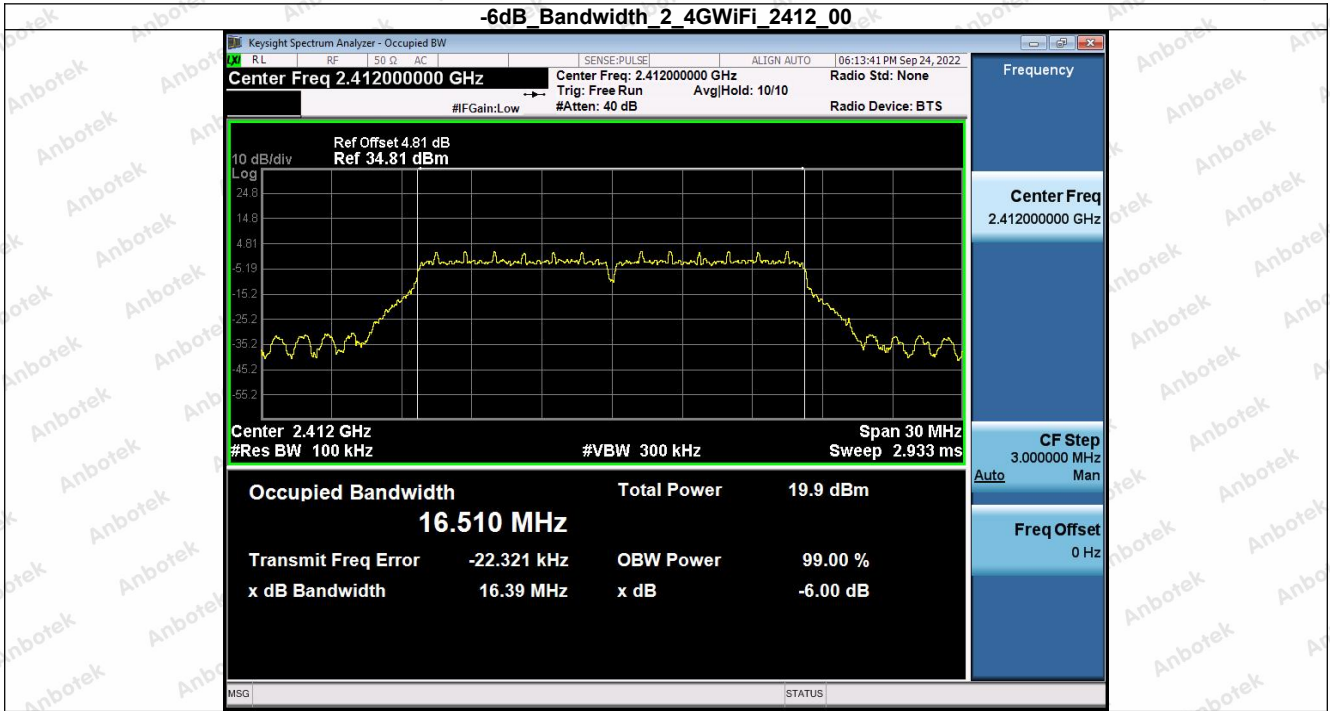 -6dB_Bandwidth_2_4GWiFi_2412_00
Keysight Spectrum Analyzer - Occupied BW
LXI RL RF 50 Ω AC SENSE:PULSE ALIGN AUTO 06:13:41 PM Sep 24, 2022
Center Freq 2.412000000 GHz
Center Freq: 2.412000000 GHz Radio Std: None
Trig: Free Run Avg|Hold: 10/10
#IFGain:Low #Atten: 40 dB Radio Device: BTS
Ref Offset 4.81 dB
10 dB/div Ref 34.81 dBm
Log
24.8
14.8
4.81
-5.19
-15.2
-25.2
-35.2
-45.2
-55.2
Center 2.412 GHz Span 30 MHz
#Res BW 100 kHz #VBW 300 kHz Sweep 2.933 ms
Occupied Bandwidth Total Power 19.9 dBm
16.510 MHz
Transmit Freq Error -22.321 kHz OBW Power 99.00 %
x dB Bandwidth 16.39 MHz x dB -6.00 dB
MSG STATUS
Frequency
Center Freq
2.412000000 GHz
CF Step
3.000000 MHz
Auto Man
Freq Offset
0 Hz
Anbotek